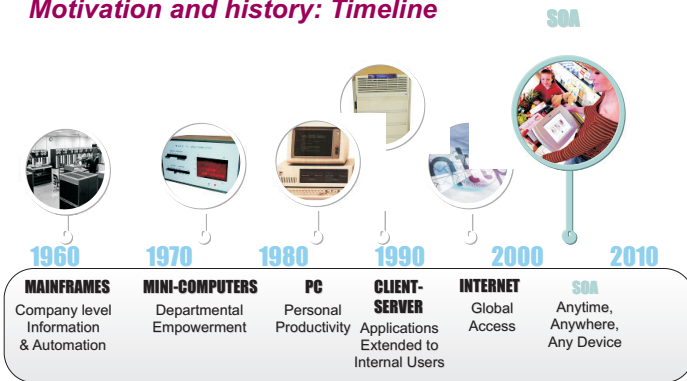 Motivation and history: Timeline
SOA
1960 1970 1980 1990 2000 2010
MAINFRAMES
Company level
Information
& Automation
MINI-COMPUTERS
Departmental
Empowerment
PC
Personal
Productivity
CLIENT-
SERVER
Applications
Extended to
Internal Users
INTERNET
Global
Access
SOA
Anytime,
Anywhere,
Any Device